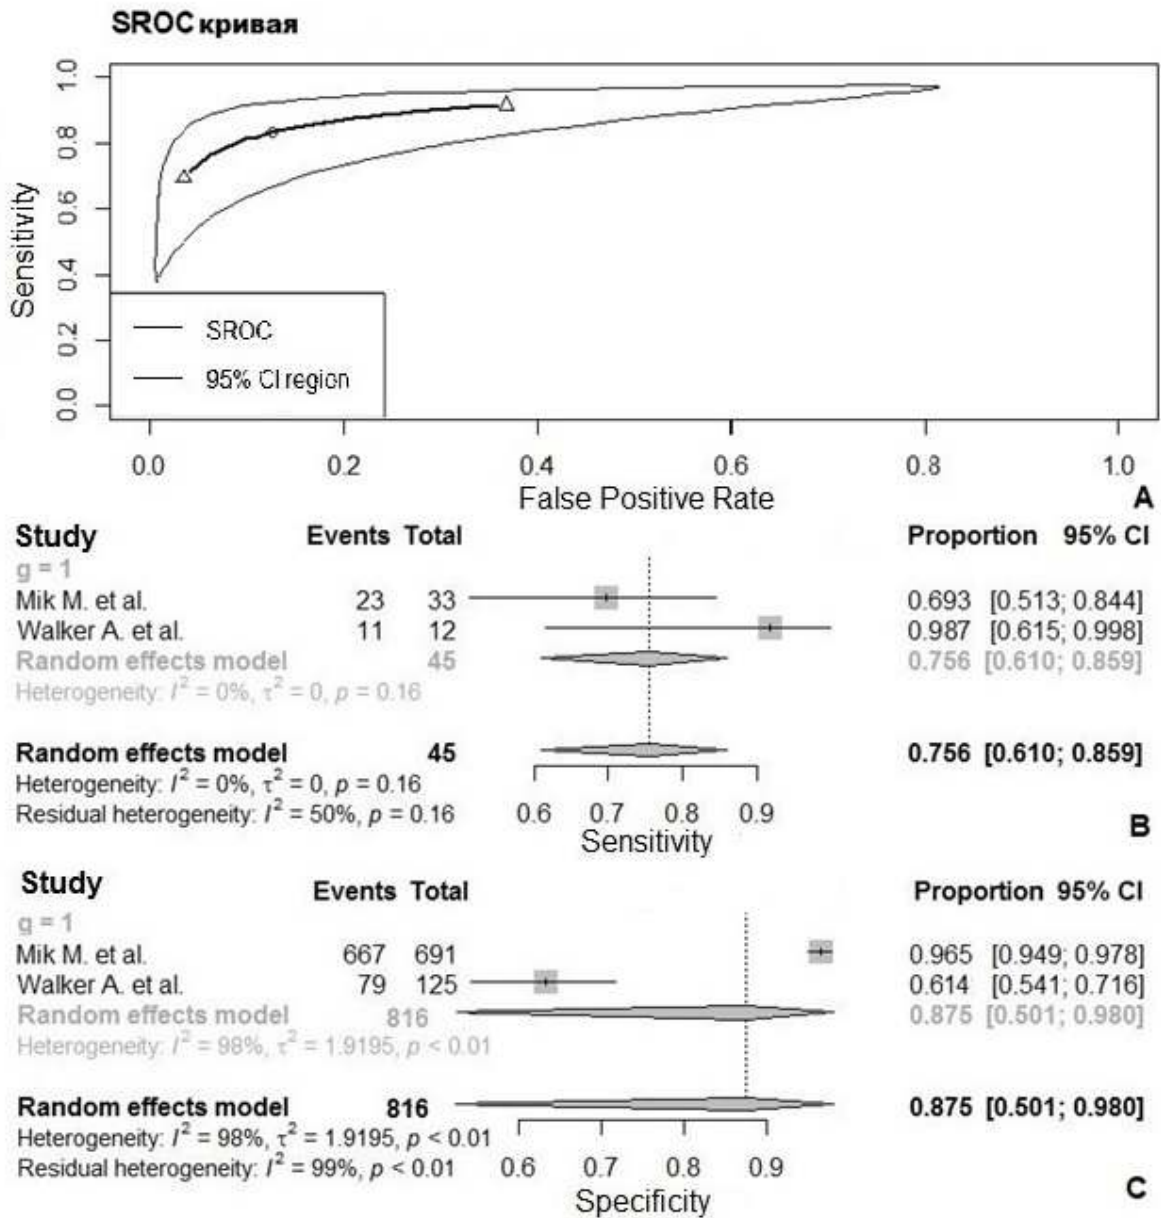 SROC кривая
1.0
0.8
0.6
0.4
0.2
0.0
Sensitivity
SROC
95% CI region
0.0 0.2 0.4 0.6 0.8 1.0
False Positive Rate
A
Study Events Total Proportion 95% CI
g = 1
Mik M. et al. 23 33 0.693 [0.513; 0.844]
Walker A. et al. 11 12 0.987 [0.615; 0.998]
Random effects model 45 0.756 [0.610; 0.859]
Heterogeneity: I² = 0%, τ² = 0, p = 0.16
Random effects model 45 0.756 [0.610; 0.859]
Heterogeneity: I² = 0%, τ² = 0, p = 0.16
Residual heterogeneity: I² = 50%, p = 0.16
0.6 0.7 0.8 0.9
Sensitivity
B
Study Events Total Proportion 95% CI
g = 1
Mik M. et al. 667 691 0.965 [0.949; 0.978]
Walker A. et al. 79 125 0.614 [0.541; 0.716]
Random effects model 816 0.875 [0.501; 0.980]
Heterogeneity: I² = 98%, τ² = 1.9195, p < 0.01
Random effects model 816 0.875 [0.501; 0.980]
Heterogeneity: I² = 98%, τ² = 1.9195, p < 0.01
Residual heterogeneity: I² = 99%, p < 0.01
0.6 0.7 0.8 0.9
Specificity
C